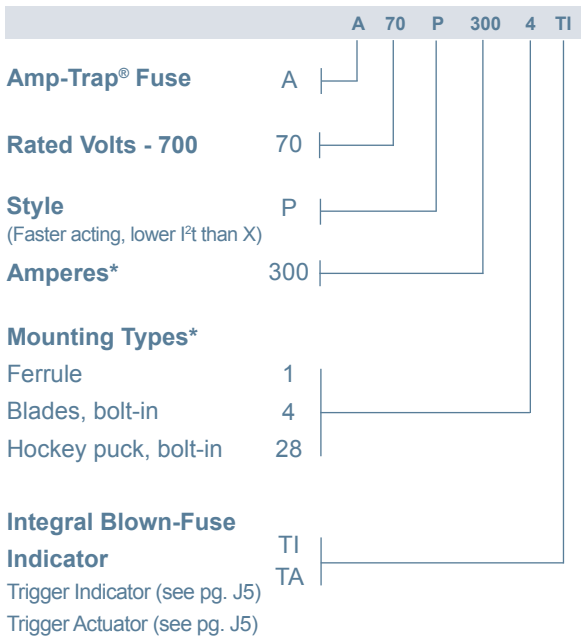 A 70 P 300 4 TI
Amp-Trap® Fuse A
Rated Volts - 700 70
Style P
(Faster acting, lower I²t than X)
Amperes* 300
Mounting Types*
Ferrule 1
Blades, bolt-in 4
Hockey puck, bolt-in 28
Integral Blown-Fuse
Indicator
TI
TA
Trigger Indicator (see pg. J5)
Trigger Actuator (see pg. J5)